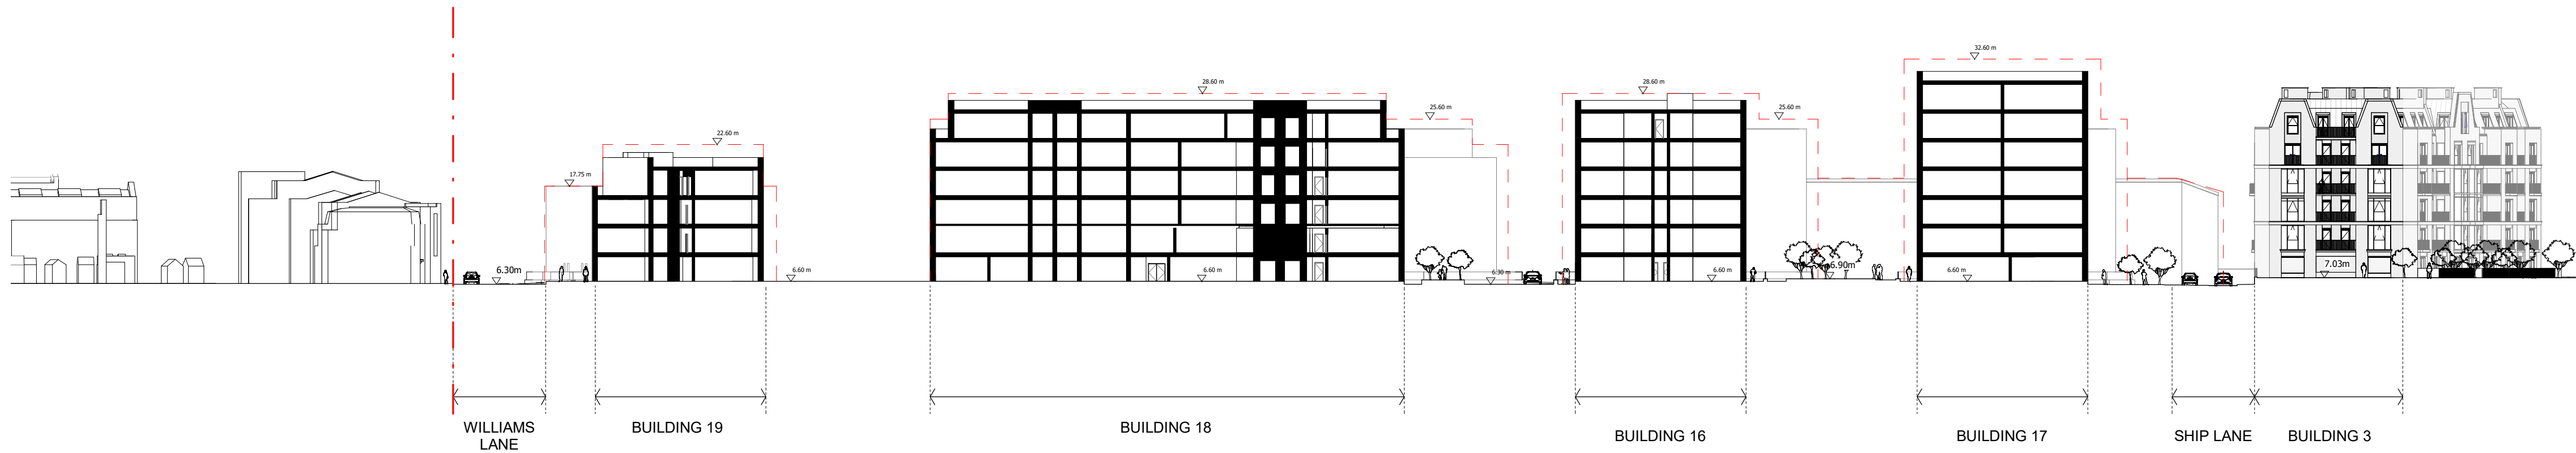 32.60 m
28.60 m
28.60 m
25.60 m
25.60 m
22.60 m
17.75 m
6.30m
6.60 m
6.60 m
6.30 m
6.60 m
6.90m
6.60 m
7.03m
WILLIAMS
LANE
BUILDING 19
BUILDING 18
BUILDING 16
BUILDING 17
SHIP LANE
BUILDING 3